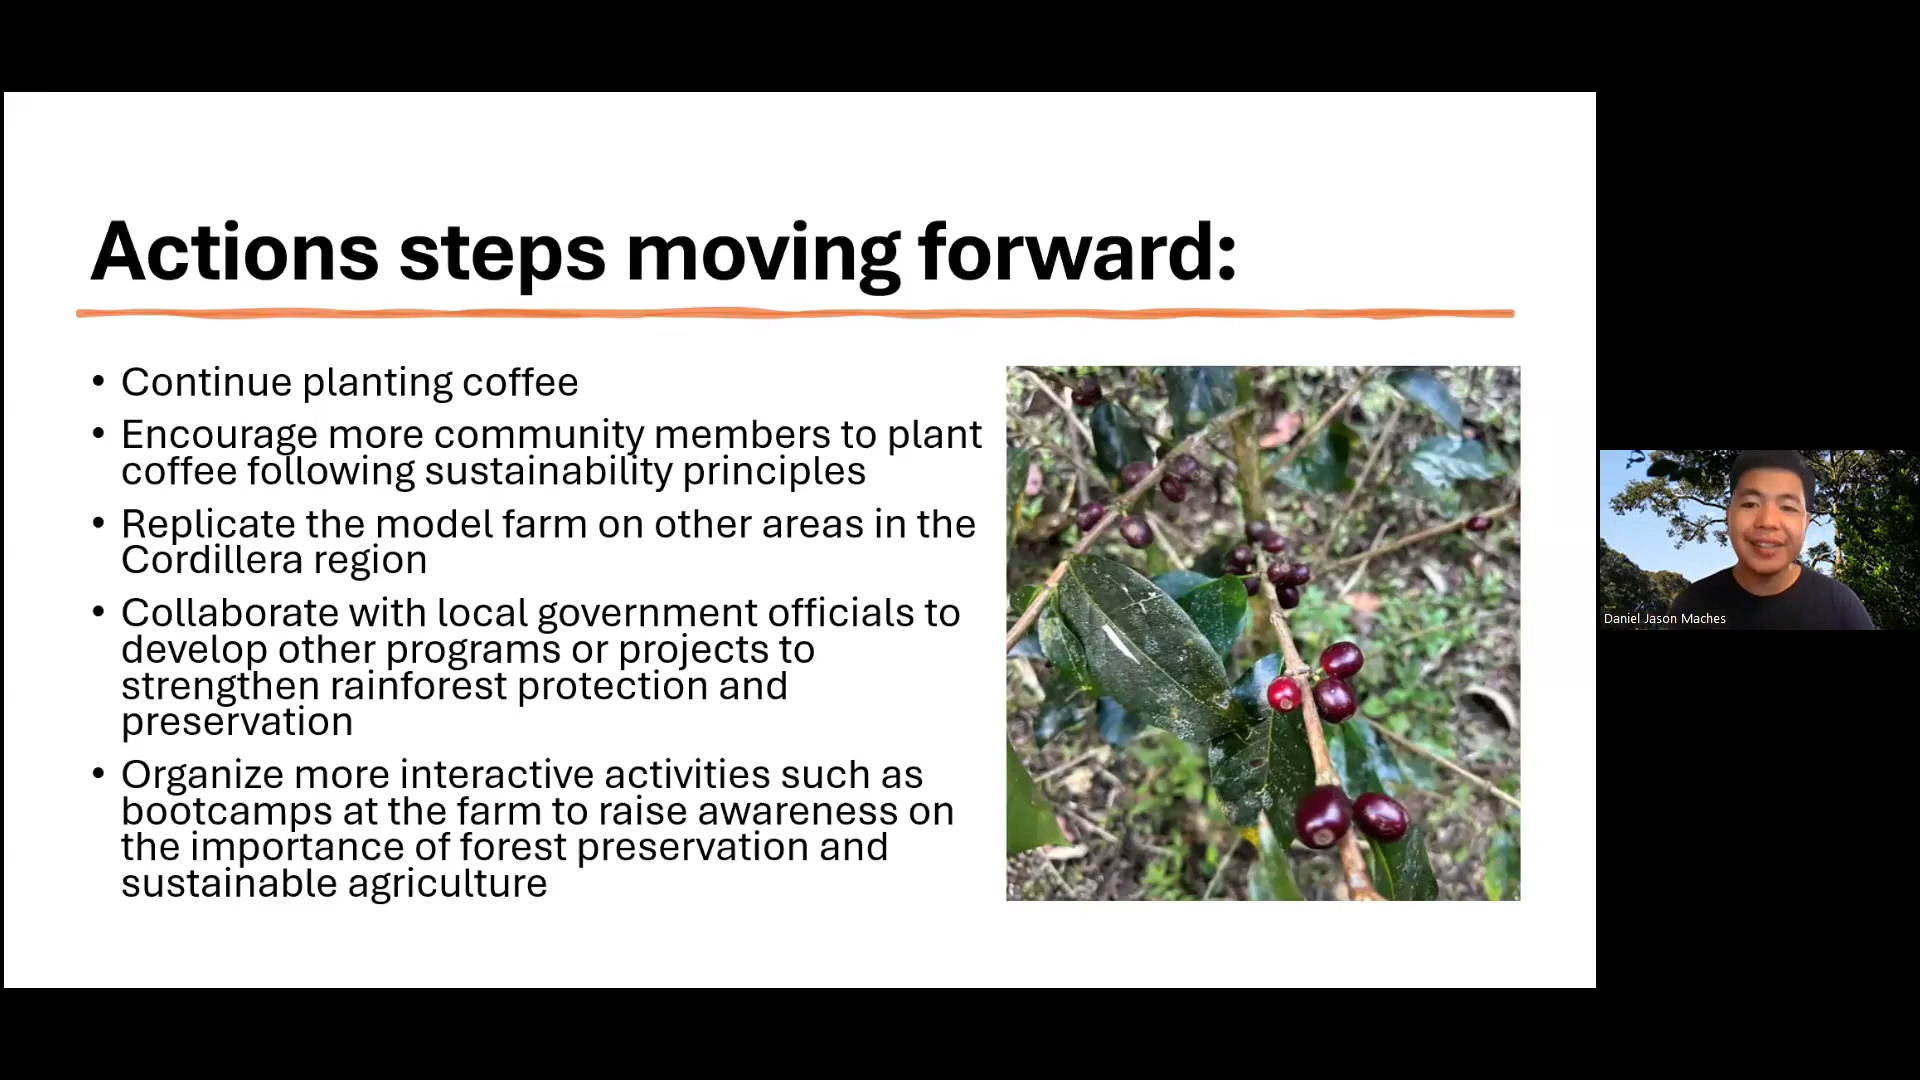 Actions steps moving forward:
• Continue planting coffee
• Encourage more community members to plant
coffee following sustainability principles
• Replicate the model farm on other areas in the
Cordillera region
• Collaborate with local government officials to
develop other programs or projects to
strengthen rainforest protection and
preservation
• Organize more interactive activities such as
bootcamps at the farm to raise awareness on
the importance of forest preservation and
sustainable agriculture
Daniel Jason Maches